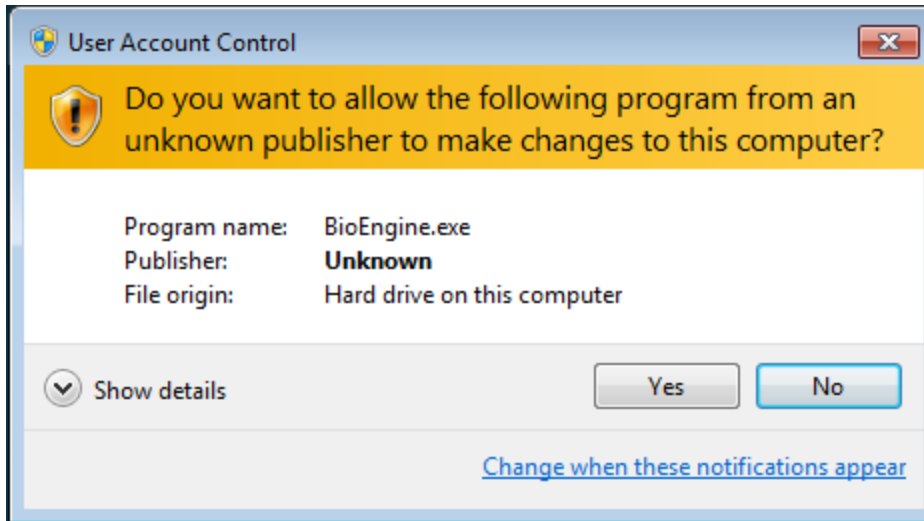 User Account Control
Do you want to allow the following program from an
unknown publisher to make changes to this computer?
Program name: BioEngine.exe
Publisher: Unknown
File origin: Hard drive on this computer
Show details
Yes No
Change when these notifications appear